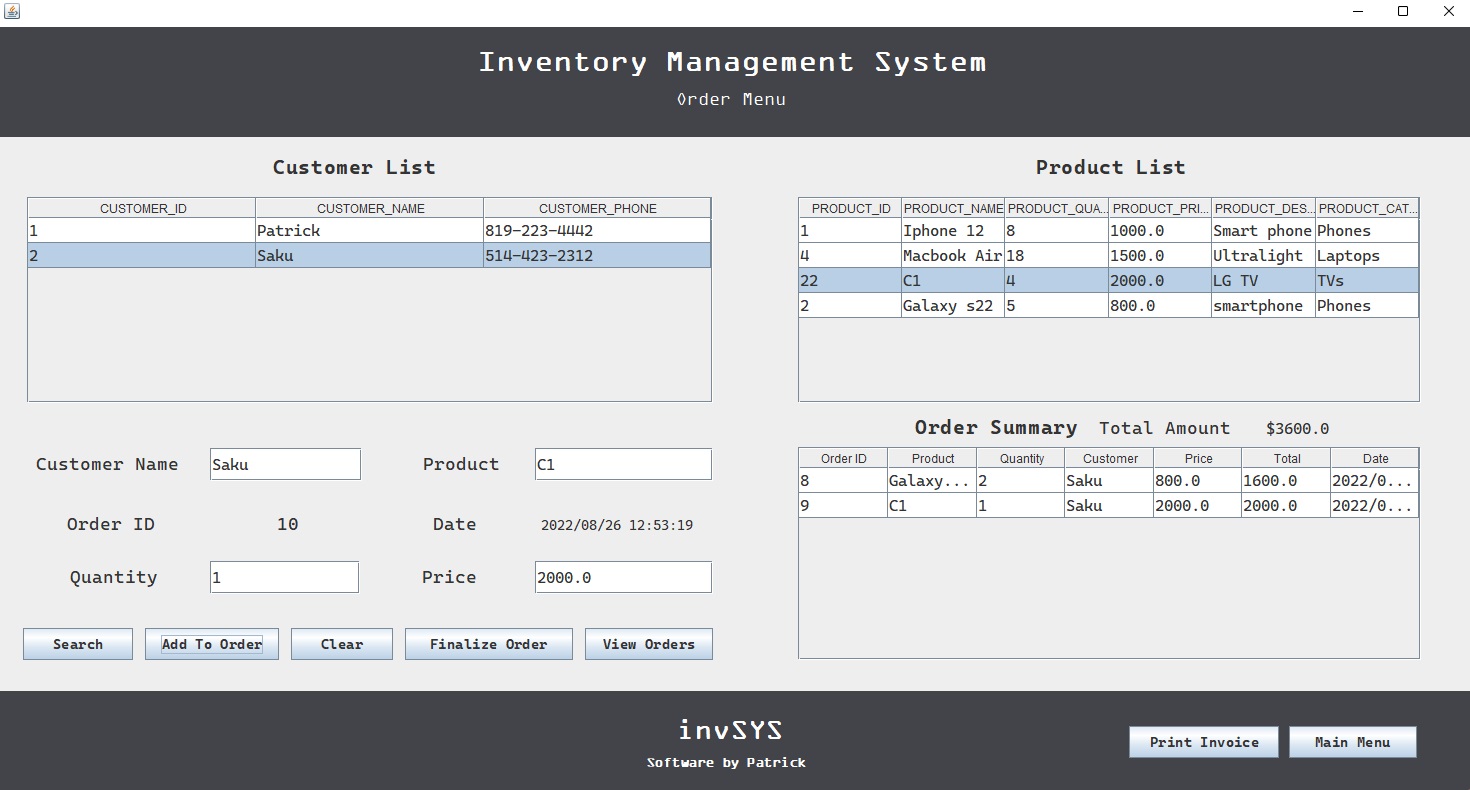 Inventory Management System
Order Menu
Customer List
CUSTOMER_ID CUSTOMER_NAME CUSTOMER_PHONE
1 Patrick 819-223-4442
2 Saku 514-423-2312
Product List
PRODUCT_ID PRODUCT_NAME PRODUCT_QUA... PRODUCT_PRI... PRODUCT_DES... PRODUCT_CAT...
1 Iphone 12 8 1000.0 Smart phone Phones
4 Macbook Air 18 1500.0 Ultralight Laptops
22 C1 4 2000.0 LG TV TVs
2 Galaxy s22 5 800.0 smartphone Phones
Customer Name Saku Product C1
Order ID 10 Date 2022/08/26 12:53:19
Quantity 1 Price 2000.0
Search Add To Order Clear Finalize Order View Orders
Order Summary Total Amount $3600.0
Order ID Product Quantity Customer Price Total Date
8 Galaxy... 2 Saku 800.0 1600.0 2022/0...
9 C1 1 Saku 2000.0 2000.0 2022/0...
invSYS
Software by Patrick
Print Invoice Main Menu